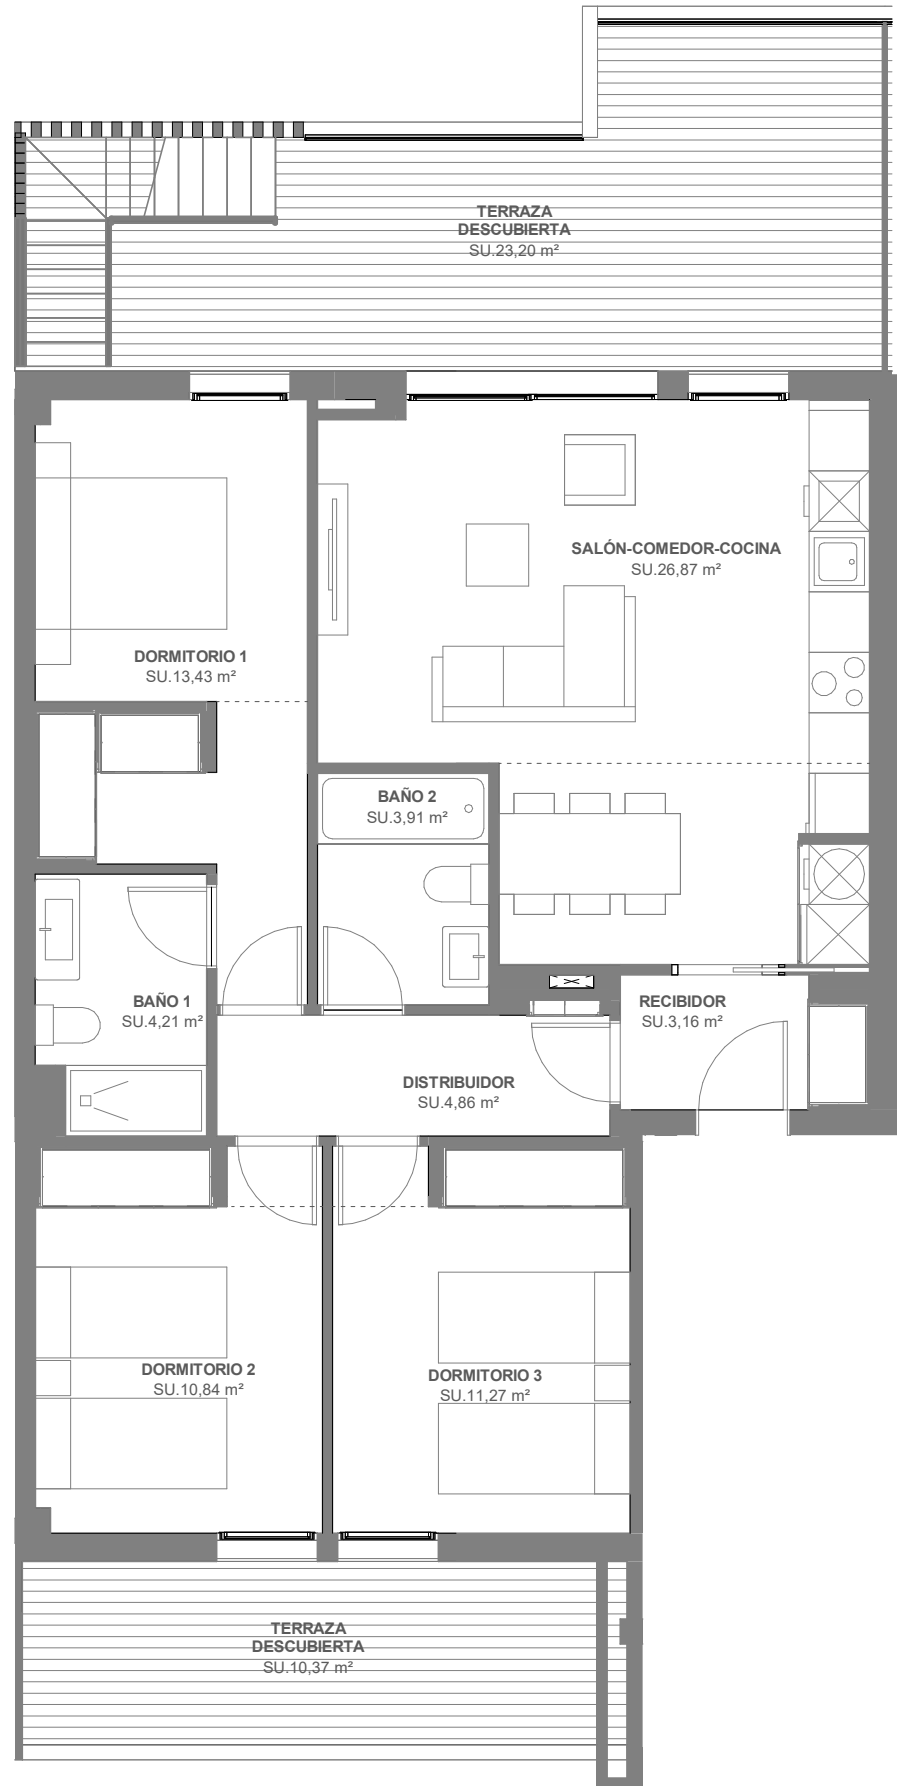 TERRAZA
DESCUBIERTA
SU.23,20 m²
SALÓN-COMEDOR-COCINA
SU.26,87 m²
DORMITORIO 1
SU.13,43 m²
BAÑO 2
SU.3,91 m²
BAÑO 1
SU.4,21 m²
RECIBIDOR
SU.3,16 m²
DISTRIBUIDOR
SU.4,86 m²
DORMITORIO 2
SU.10,84 m²
DORMITORIO 3
SU.11,27 m²
TERRAZA
DESCUBIERTA
SU.10,37 m²